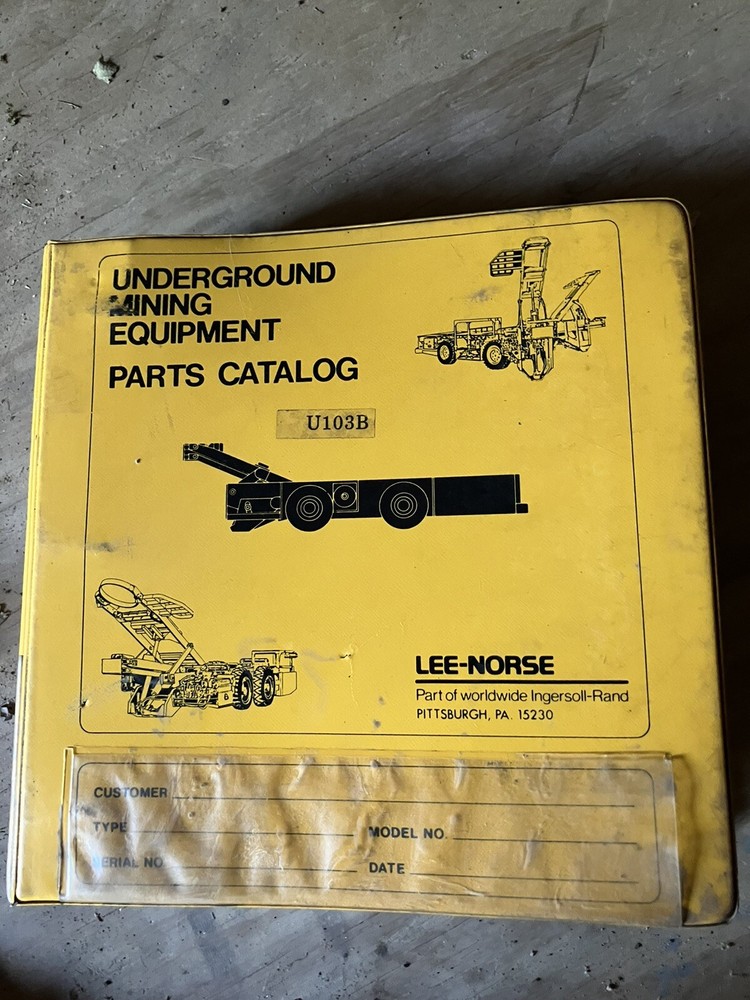 UNDERGROUND
MINING
EQUIPMENT
PARTS CATALOG
U103B
LEE-NORSE
Part of worldwide Ingersoll-Rand
PITTSBURGH, PA. 15230
CUSTOMER
TYPE
MODEL NO.
SERIAL NO.
DATE